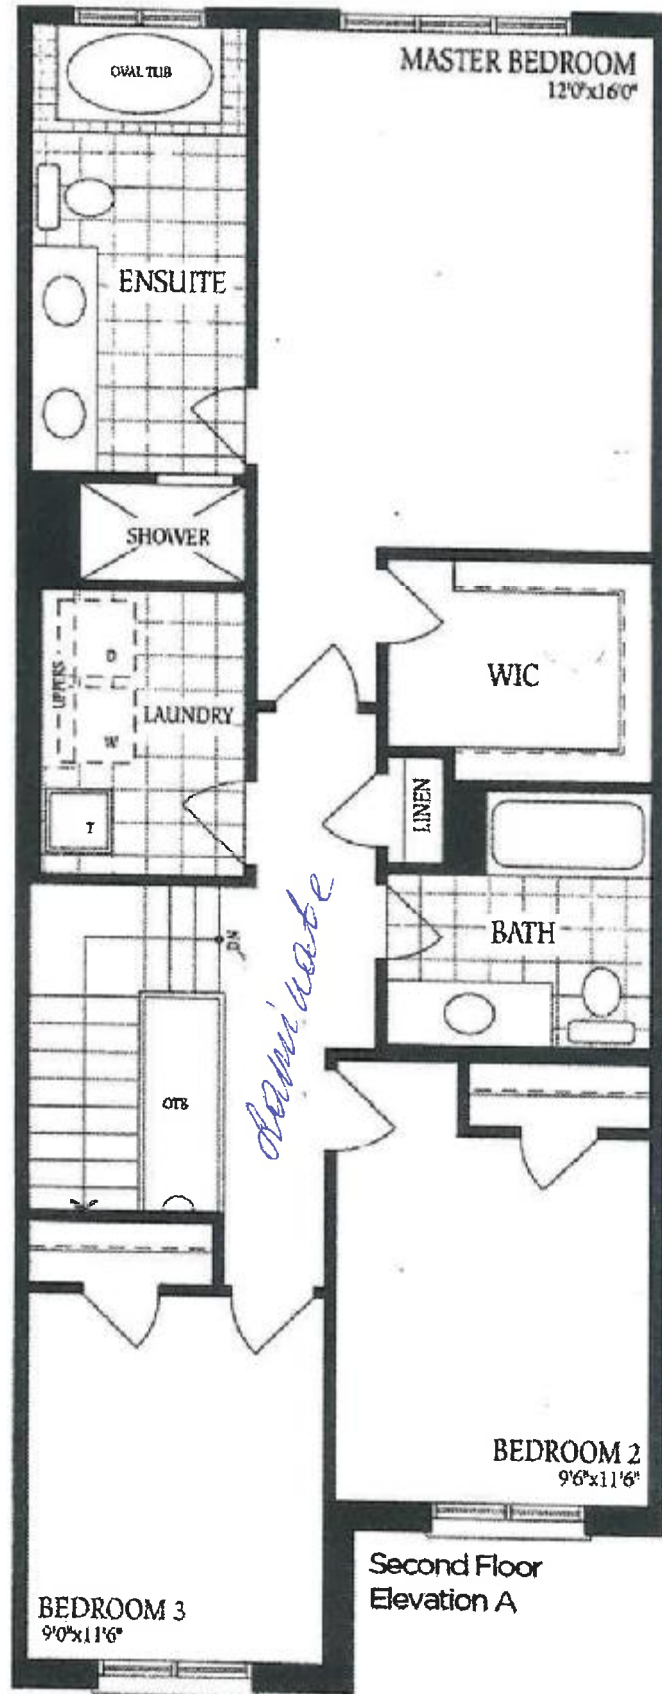 OVAL TUB
MASTER BEDROOM
12'0"x16'0"
ENSUITE
SHOWER
UPPERS
D
W
LAUNDRY
T
WIC
LINEN
BATH
DN
Laminate
OTB
BEDROOM 2
9'6"x11'6"
BEDROOM 3
9'0"x11'6"
Second Floor
Elevation A